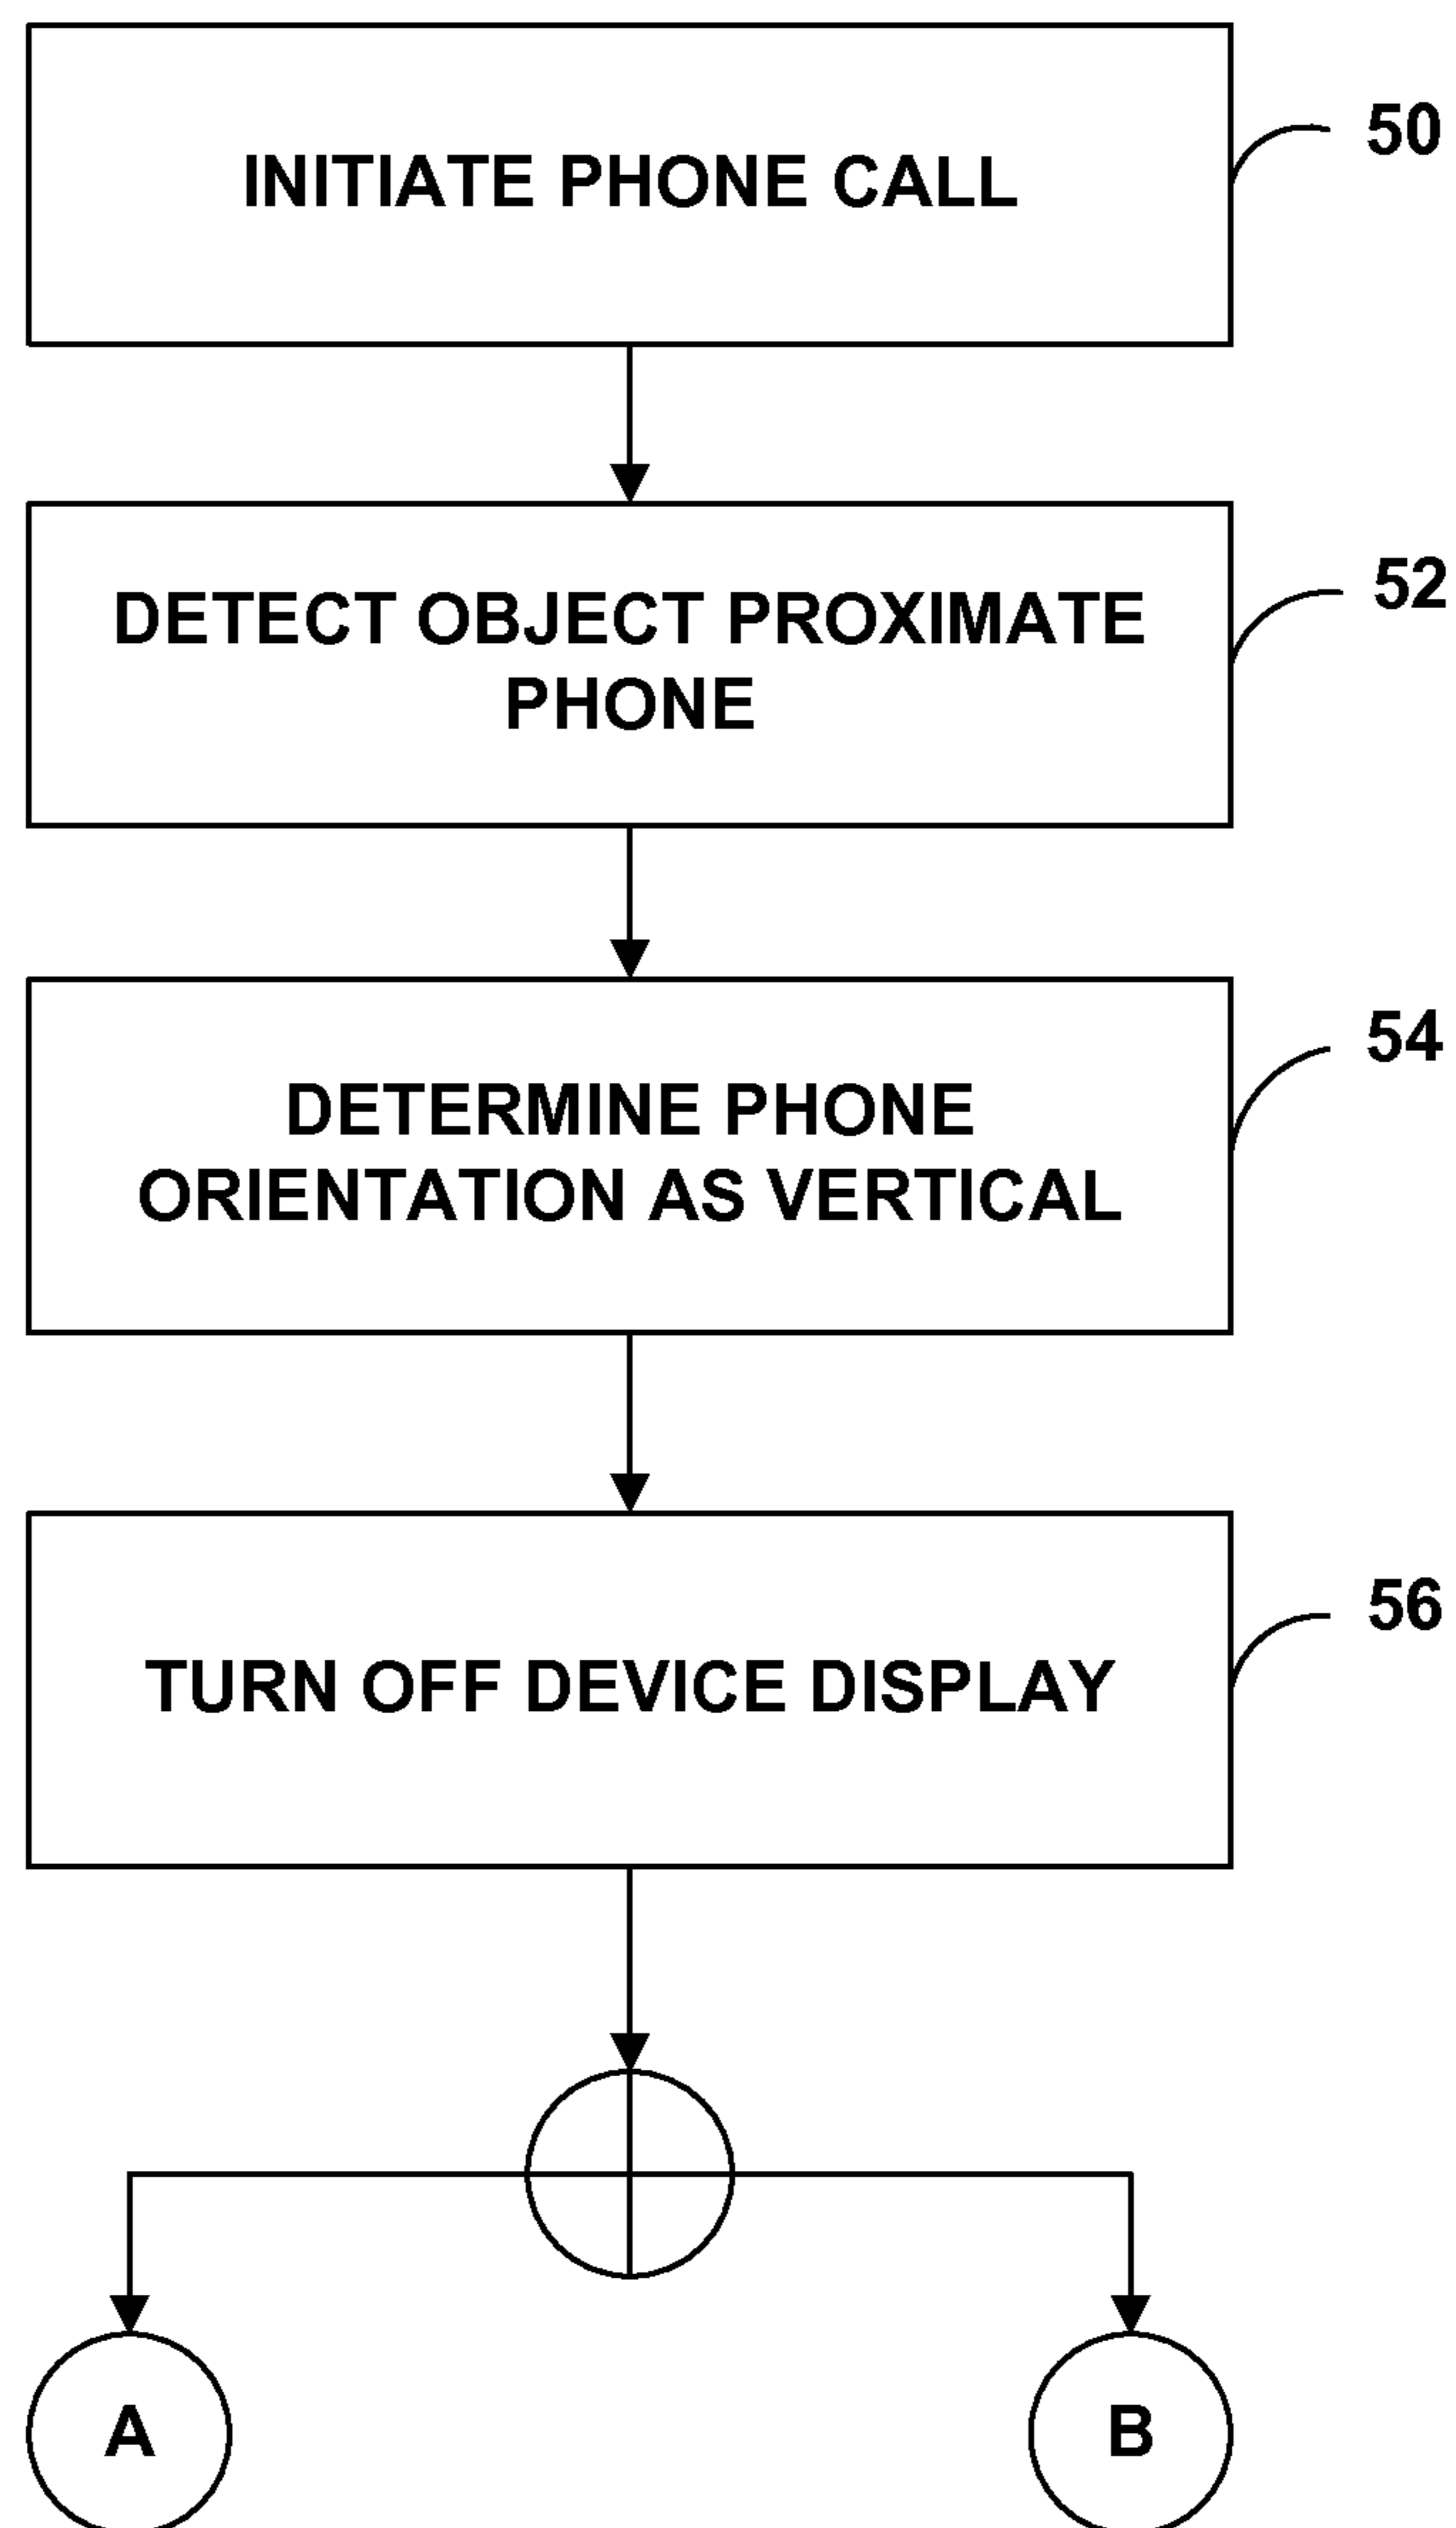 INITIATE PHONE CALL
50
DETECT OBJECT PROXIMATE
PHONE
52
DETERMINE PHONE
ORIENTATION AS VERTICAL
54
TURN OFF DEVICE DISPLAY
56
A
B